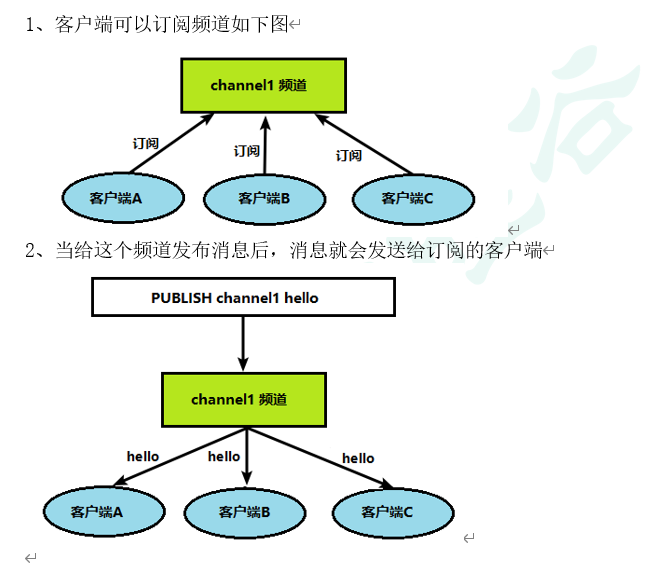 1、客户端可以订阅频道如下图
channel1 频道
订阅
订阅
订阅
客户端A
客户端B
客户端C
2、当给这个频道发布消息后，消息就会发送给订阅的客户端
PUBLISH channel1 hello
channel1 频道
hello
hello
hello
客户端A
客户端B
客户端C